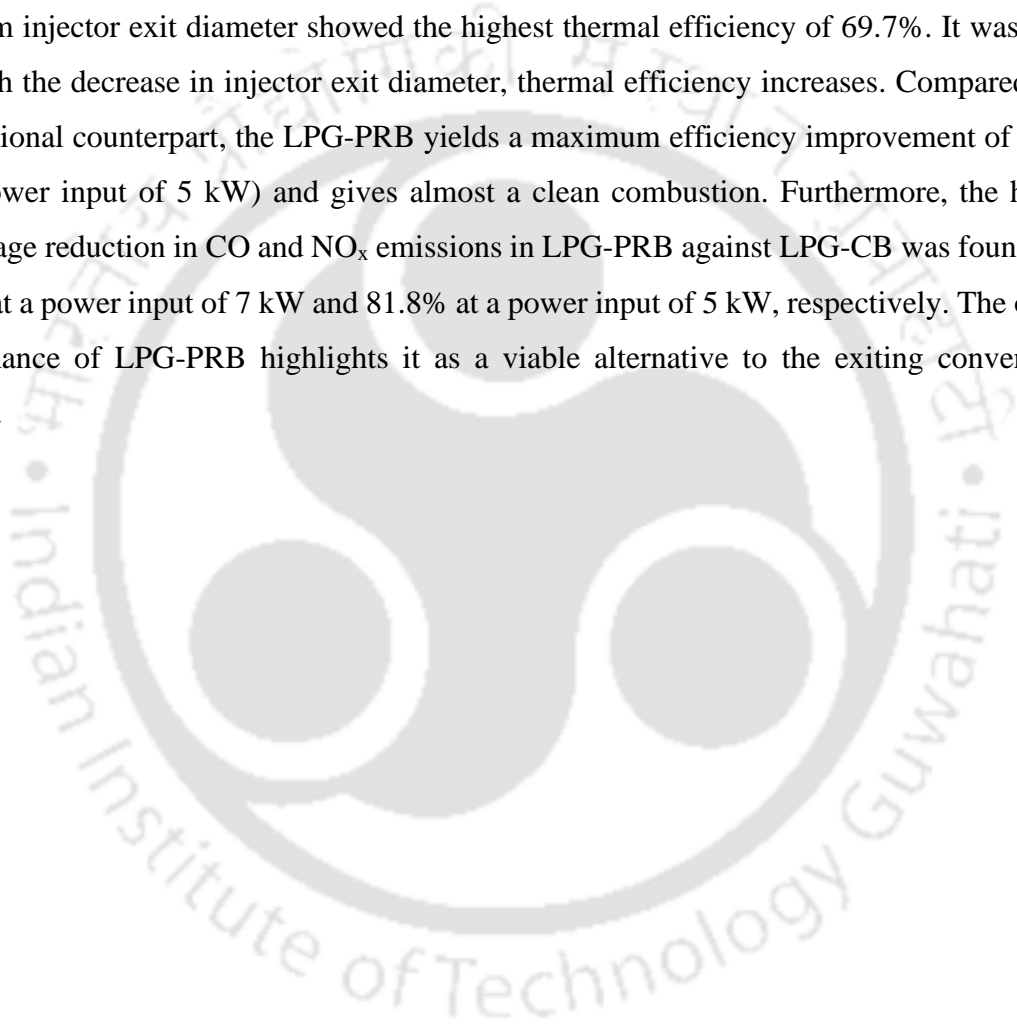 m injector exit diameter showed the highest thermal efficiency of 69.7%. It was
h the decrease in injector exit diameter, thermal efficiency increases. Compared
ional counterpart, the LPG-PRB yields a maximum efficiency improvement of
ower input of 5 kW) and gives almost a clean combustion. Furthermore, the h
age reduction in CO and NOx emissions in LPG-PRB against LPG-CB was foun
at a power input of 7 kW and 81.8% at a power input of 5 kW, respectively. The
nance of LPG-PRB highlights it as a viable alternative to the exiting conver
Indian Institute of Technology Guwahati